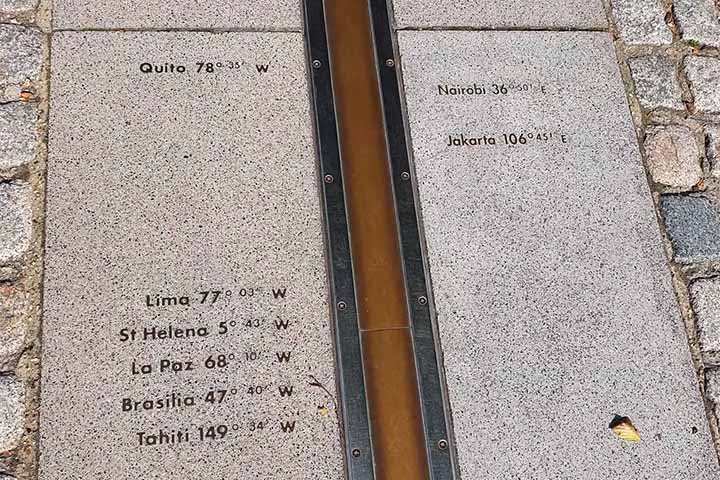 Quito 78° 35' W
Nairobi 36° 50' E
Jakarta 106° 45' E
Lima 77° 03' W
St Helena 5° 43' W
La Paz 68° 10' W
Brasilia 47° 40' W
Tahiti 149° 34' W